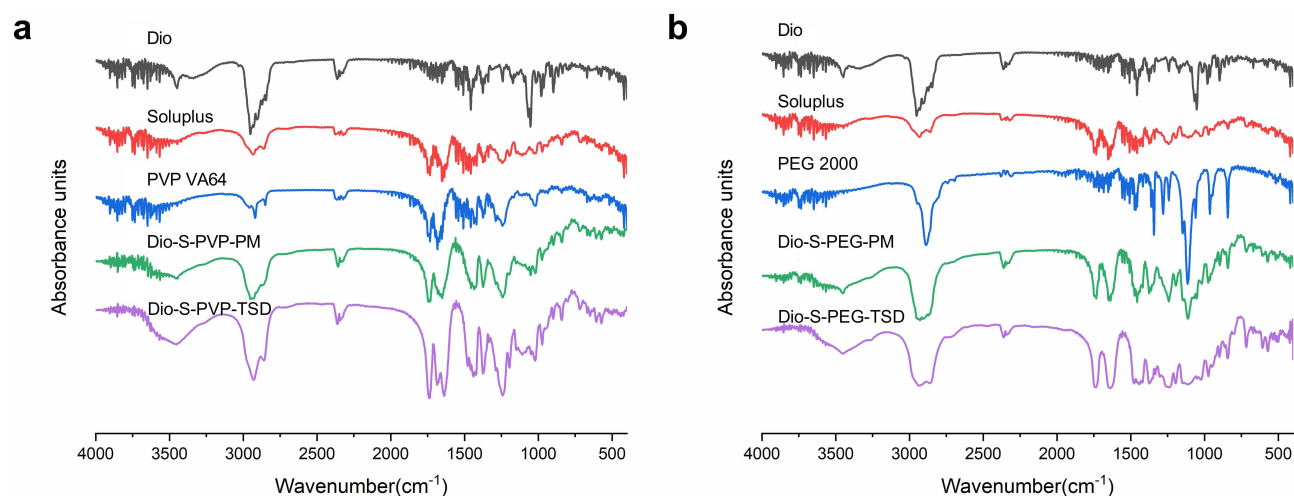 a
Dio
Soluplus
PVP VA64
Dio-S-PVP-PM
Dio-S-PVP-TSD
Absorbance units
4000 3500 3000 2500 2000 1500 1000 500
Wavenumber(cm⁻¹)
b
Dio
Soluplus
PEG 2000
Dio-S-PEG-PM
Dio-S-PEG-TSD
Absorbance units
4000 3500 3000 2500 2000 1500 1000 500
Wavenumber(cm⁻¹)